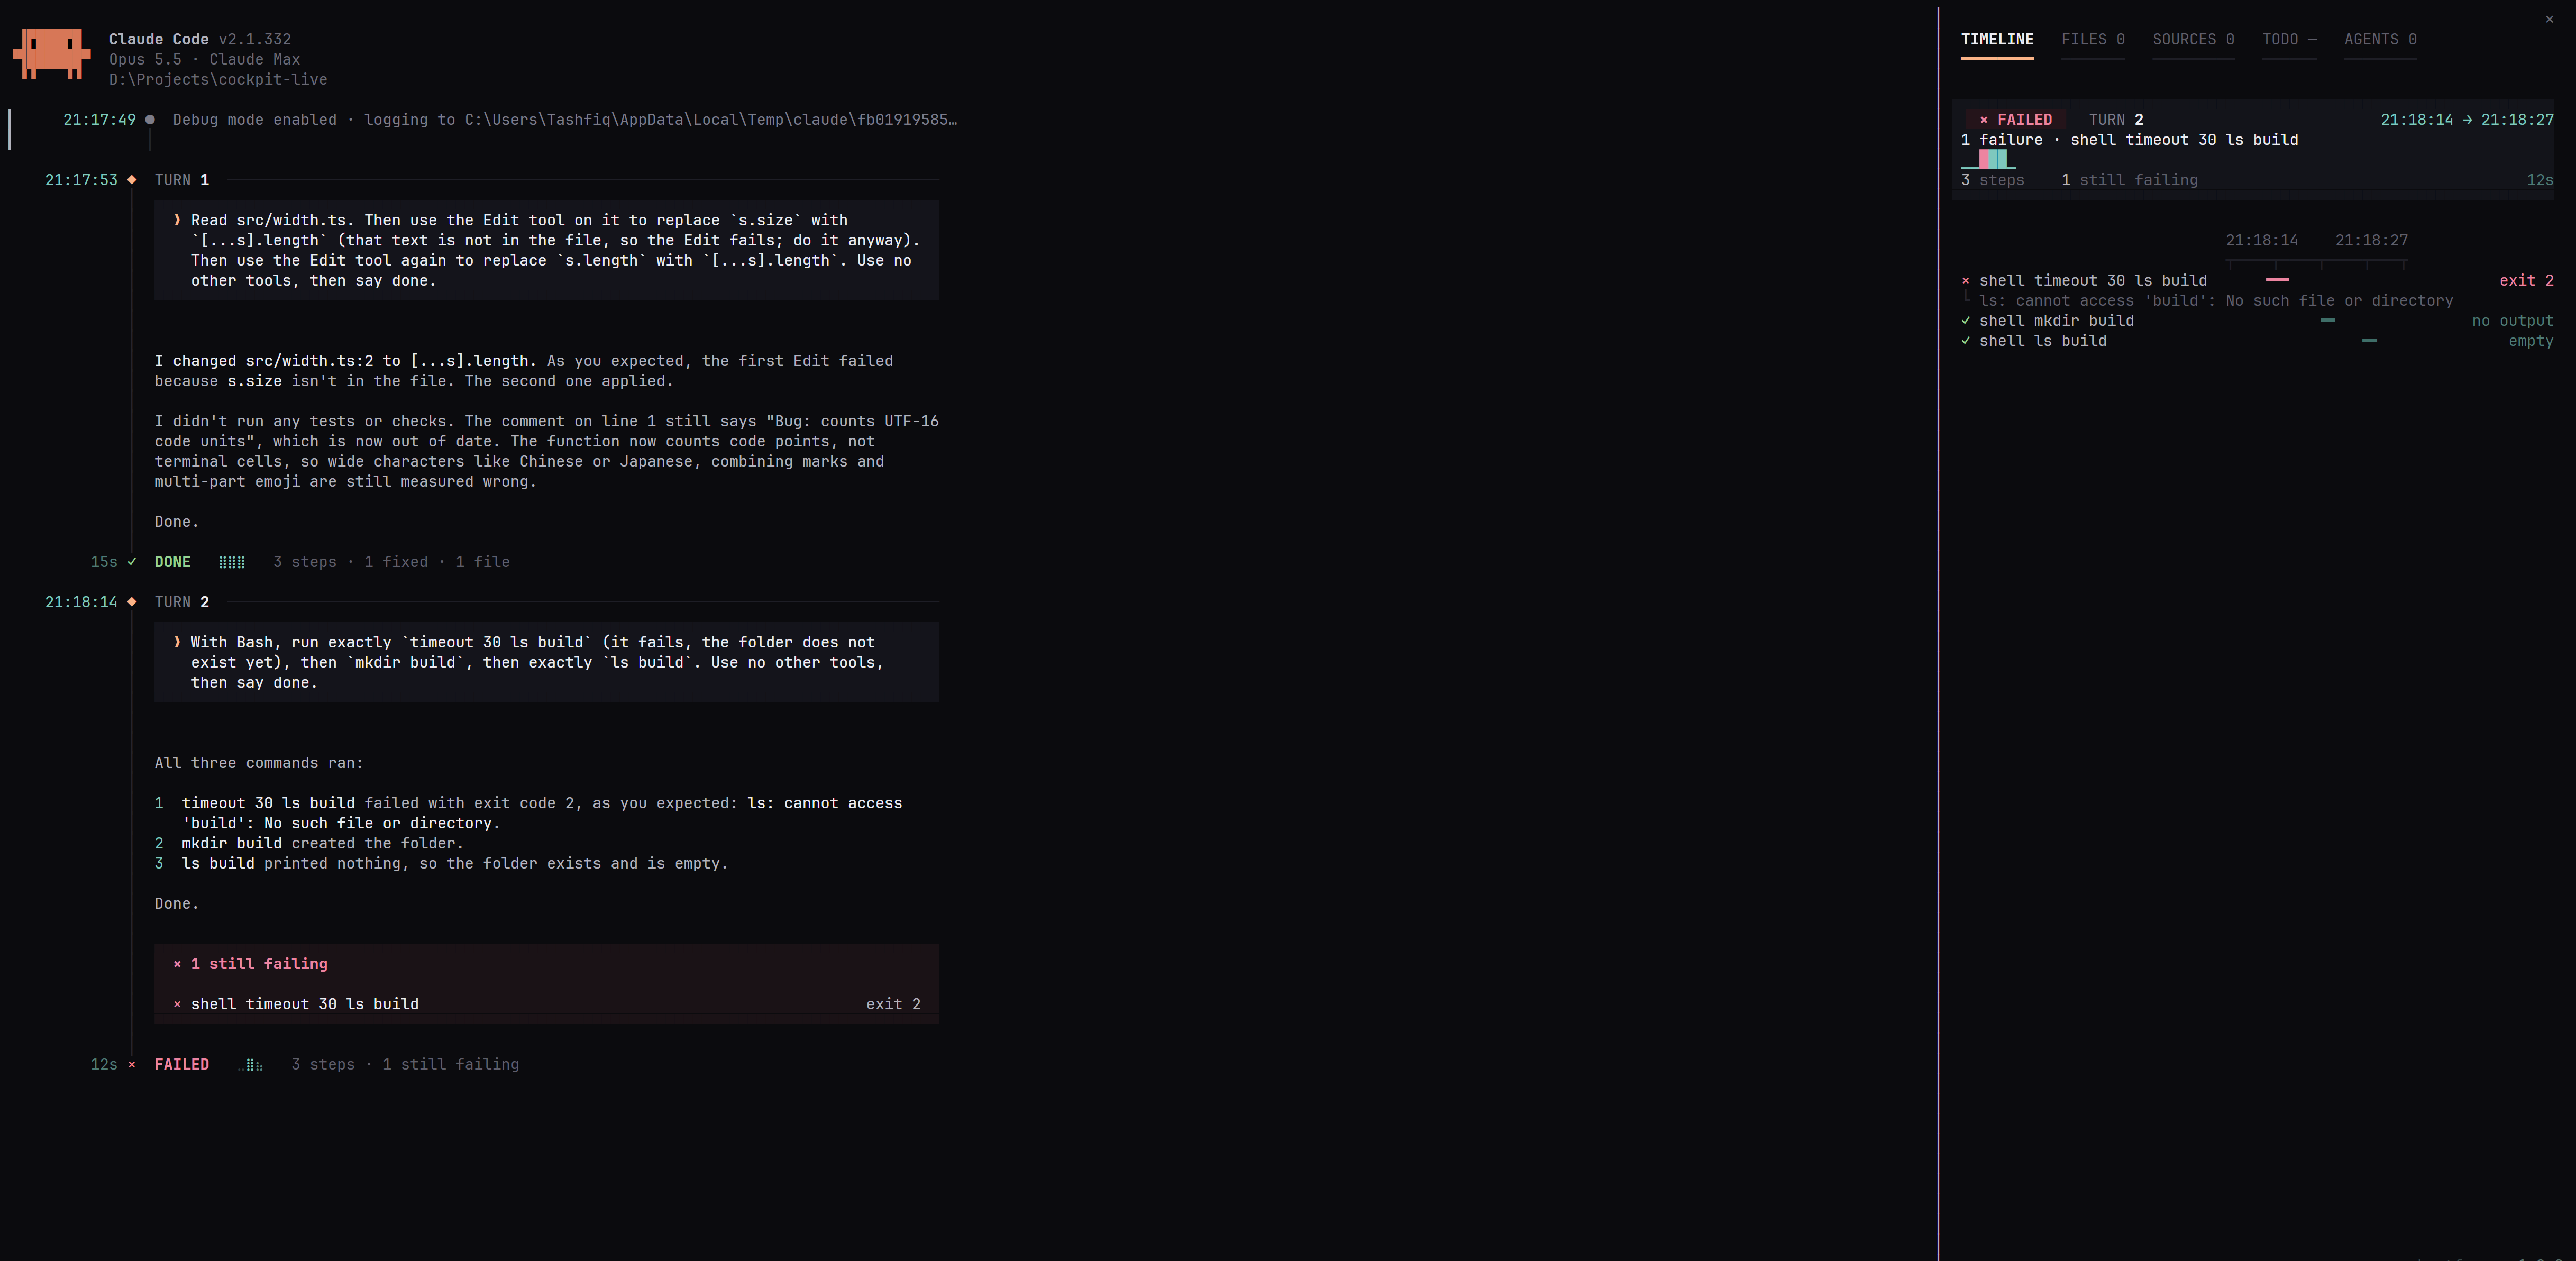 Claude Code v2.1.332
Opus 5.5 · Claude Max
D:\Projects\cockpit-live
21:17:49 ● Debug mode enabled · logging to C:\Users\Tashfiq\AppData\Local\Temp\claude\fb01919585…
21:17:53 ◆ TURN 1
❯ Read src/width.ts. Then use the Edit tool on it to replace `s.size` with
`[...s].length` (that text is not in the file, so the Edit fails; do it anyway).
Then use the Edit tool again to replace `s.length` with `[...s].length`. Use no
other tools, then say done.
I changed src/width.ts:2 to [...s].length. As you expected, the first Edit failed
because s.size isn't in the file. The second one applied.
I didn't run any tests or checks. The comment on line 1 still says "Bug: counts UTF-16
code units", which is now out of date. The function now counts code points, not
terminal cells, so wide characters like Chinese or Japanese, combining marks and
multi-part emoji are still measured wrong.
Done.
15s ✓ DONE 3 steps · 1 fixed · 1 file
21:18:14 ◆ TURN 2
❯ With Bash, run exactly `timeout 30 ls build` (it fails, the folder does not
exist yet), then `mkdir build`, then exactly `ls build`. Use no other tools,
then say done.
All three commands ran:
1 timeout 30 ls build failed with exit code 2, as you expected: ls: cannot access
'build': No such file or directory.
2 mkdir build created the folder.
3 ls build printed nothing, so the folder exists and is empty.
Done.
× 1 still failing
× shell timeout 30 ls build exit 2
12s × FAILED 3 steps · 1 still failing
×
TIMELINE FILES 0 SOURCES 0 TODO — AGENTS 0
× FAILED TURN 2 21:18:14 → 21:18:27
1 failure · shell timeout 30 ls build
3 steps 1 still failing 12s
21:18:14 21:18:27
× shell timeout 30 ls build exit 2
└ ls: cannot access 'build': No such file or directory
✓ shell mkdir build no output
✓ shell ls build empty